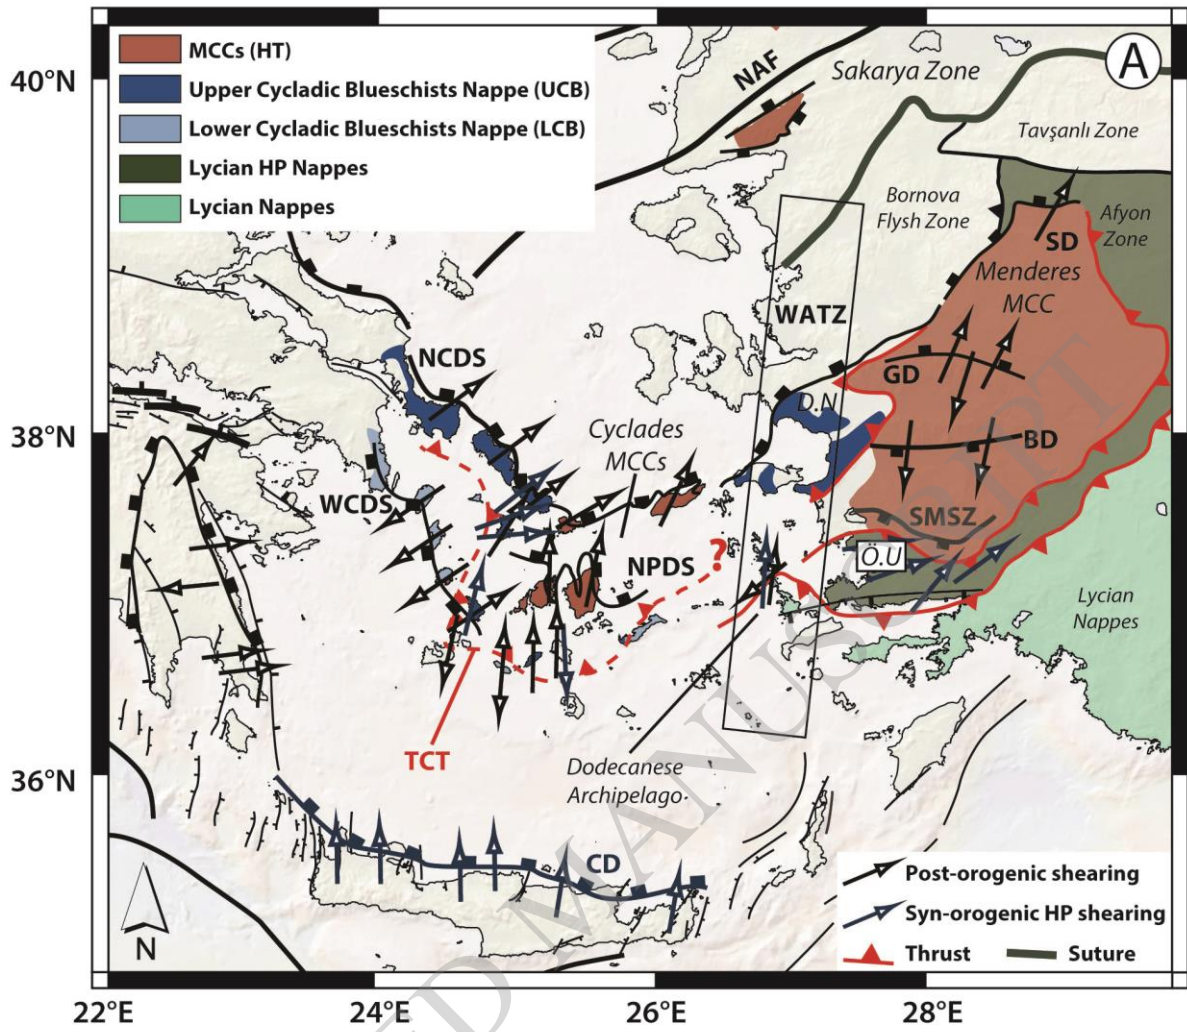 A
MCCs (HT)
Upper Cycladic Blueschists Nappe (UCB)
Lower Cycladic Blueschists Nappe (LCB)
Lycian HP Nappes
Lycian Nappes
40°N
38°N
36°N
NAF
Sakarya Zone
Tavşanlı Zone
Bornova
Flysh Zone
Afyon
Zone
SD
Menderes
MCC
WATZ
NCDS
GD
D.N
Cyclades
MCCs
BD
WCDS
SMSZ
Ö.U
NPDS
?
Lycian
Nappes
TCT
Dodecanese
Archipelago
CD
Post-orogenic shearing
Syn-orogenic HP shearing
Thrust
Suture
N
22°E
24°E
26°E
28°E
D MANUSCRIPT